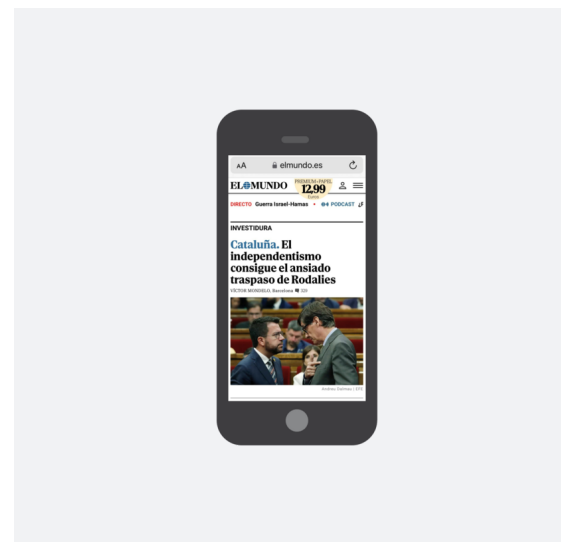 AA elmundo.es
EL MUNDO PREMIUM+PAPEL
12,99
Euros
DIRECTO Guerra Israel-Hamas • PODCAST
INVESTIDURA
Cataluña. El
independentismo
consigue el ansiado
traspaso de Rodalies
VÍCTOR MONDELO, Barcelona